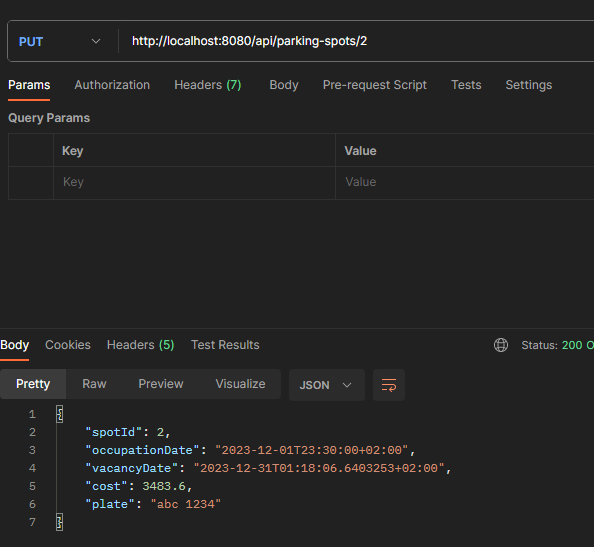 PUT http://localhost:8080/api/parking-spots/2
Params Authorization Headers (7) Body Pre-request Script Tests Settings
Query Params
Key Value
Key Value
Body Cookies Headers (5) Test Results Status: 200 O
Pretty Raw Preview Visualize JSON
1 {
2 "spotId": 2,
3 "occupationDate": "2023-12-01T23:30:00+02:00",
4 "vacancyDate": "2023-12-31T01:18:06.6403253+02:00",
5 "cost": 3483.6,
6 "plate": "abc 1234"
7 }